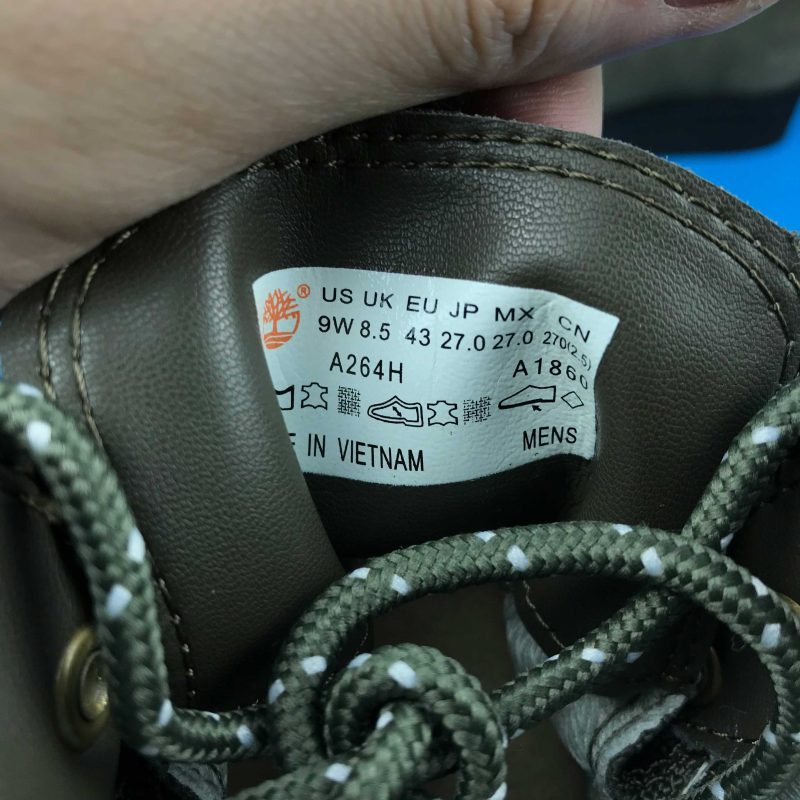 ® US UK EU JP MX CN
9W 8.5 43 27.0 27.0 270(2.5)
A264H A1860
IN VIETNAM MENS